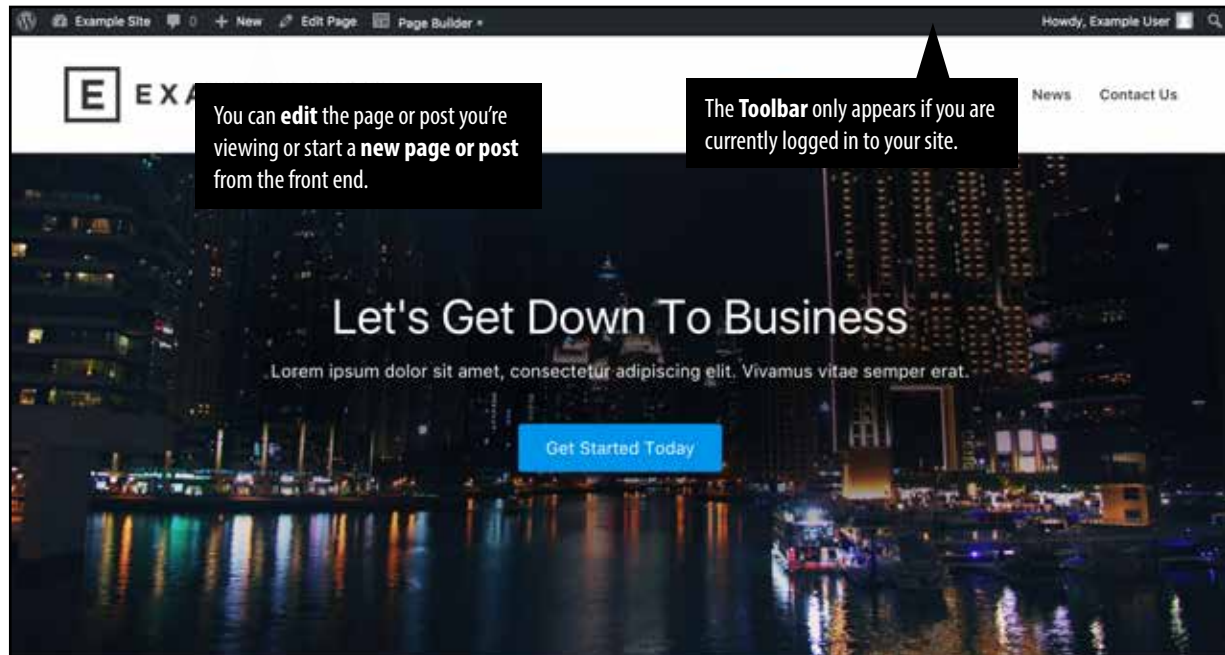 Example Site 0 + New Edit Page Page Builder Howdy, Example User
E EXA
News Contact Us
You can edit the page or post you're
viewing or start a new page or post
from the front end.
The Toolbar only appears if you are
currently logged in to your site.
Let's Get Down To Business
Lorem ipsum dolor sit amet, consectetur adipiscing elit. Vivamus vitae semper erat.
Get Started Today